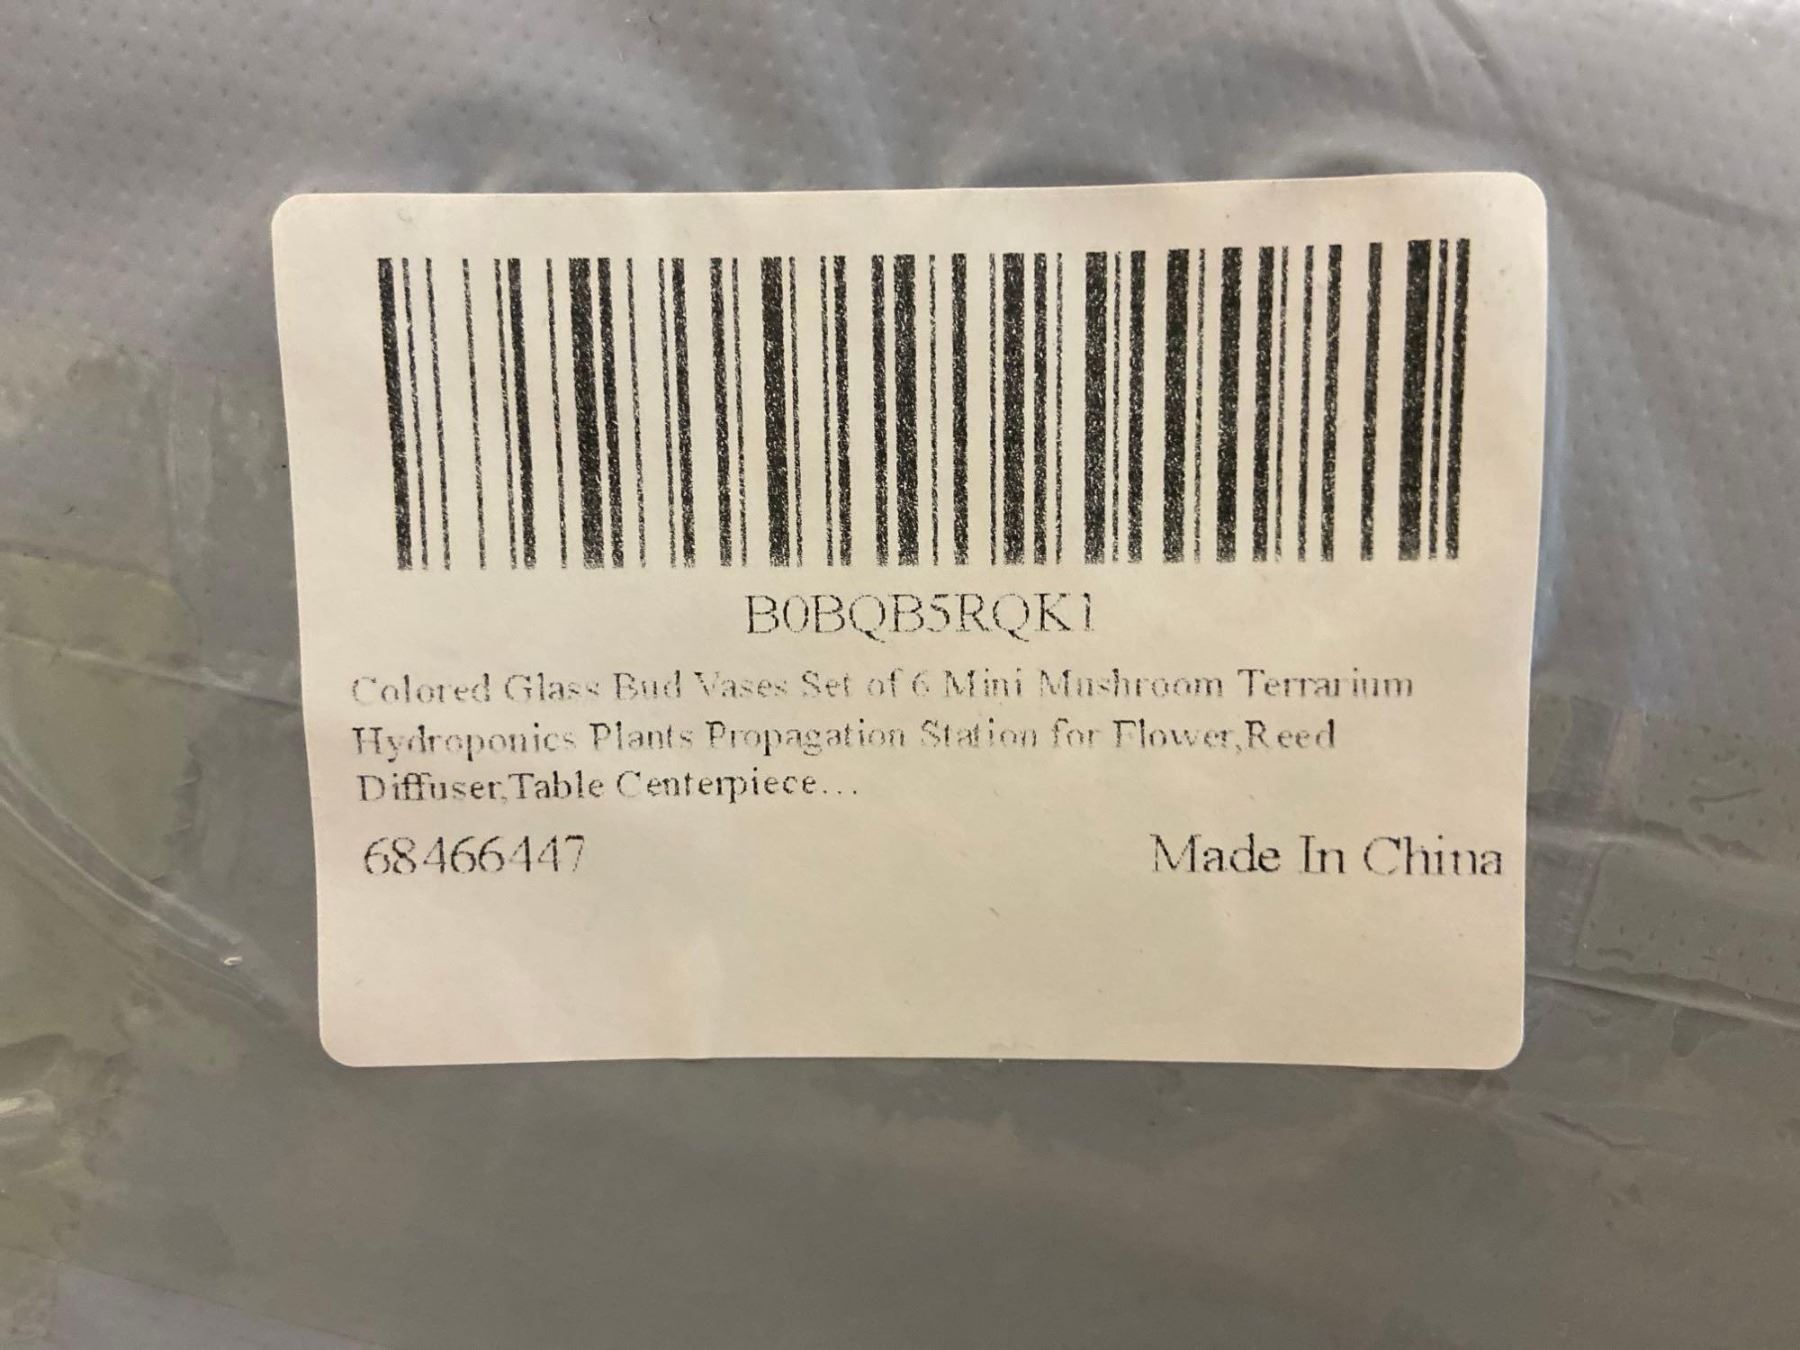 B0BQB5RQK1
Colored Glass Bud Vases Set of 6 Mini Mushroom Terrarium
Hydroponics Plants Propagation Station for Flower,Reed
Diffuser,Table Centerpiece...
68466447
Made In China